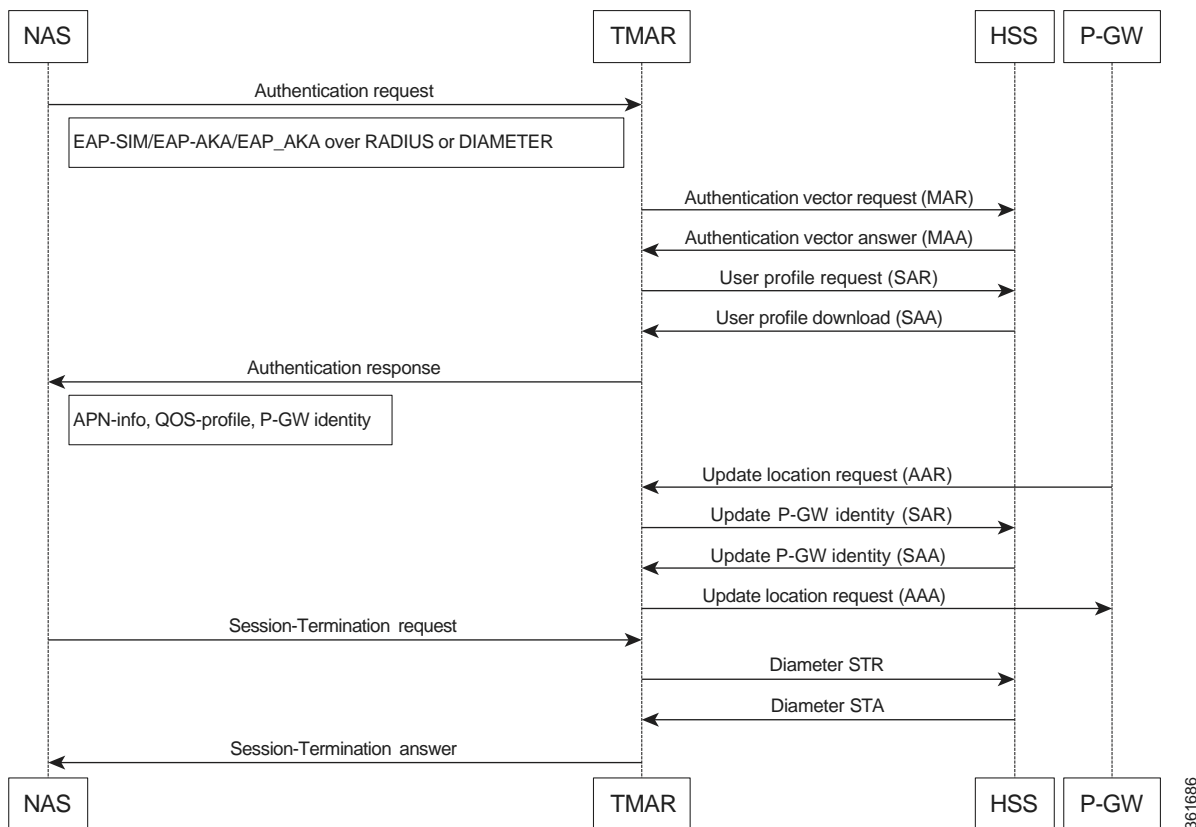 NAS
TMAR
HSS
P-GW
Authentication request
EAP-SIM/EAP-AKA/EAP_AKA over RADIUS or DIAMETER
Authentication vector request (MAR)
Authentication vector answer (MAA)
User profile request (SAR)
User profile download (SAA)
Authentication response
APN-info, QOS-profile, P-GW identity
Update location request (AAR)
Update P-GW identity (SAR)
Update P-GW identity (SAA)
Update location request (AAA)
Session-Termination request
Diameter STR
Diameter STA
Session-Termination answer
NAS
TMAR
HSS
P-GW
361686